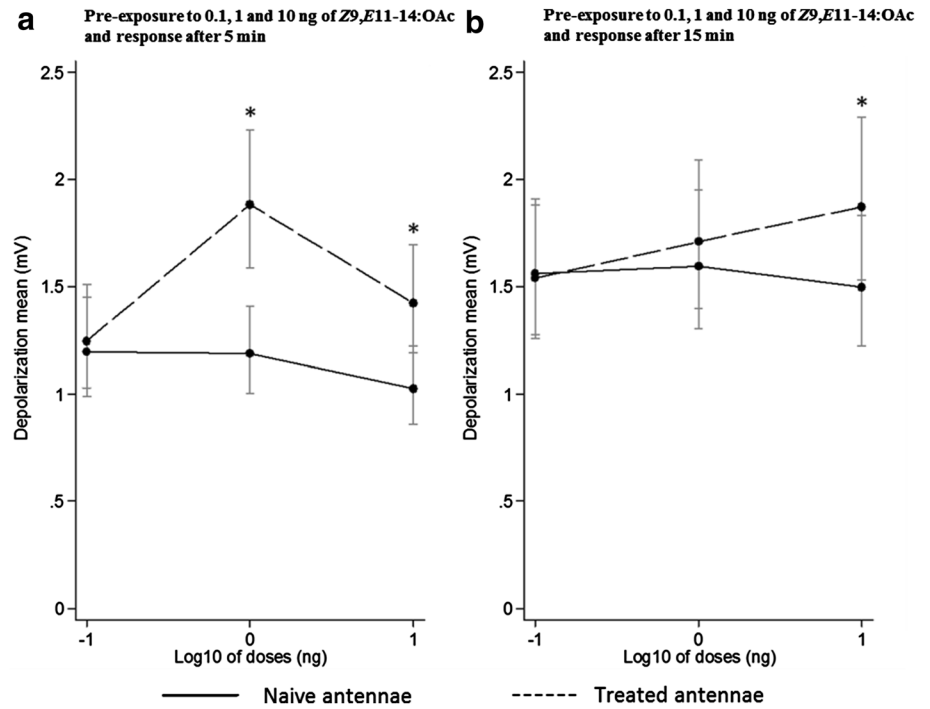 a
Pre-exposure to 0.1, 1 and 10 ng of Z9,E11-14:OAc
and response after 5 min
2.5
2
1.5
1
.5
0
Depolarization mean (mV)
*
*
-1
0
1
Log10 of doses (ng)
b
Pre-exposure to 0.1, 1 and 10 ng of Z9,E11-14:OAc
and response after 15 min
2.5
2
1.5
1
.5
0
Depolarization mean (mV)
*
-1
0
1
Log10 of doses (ng)
Naive antennae
Treated antennae